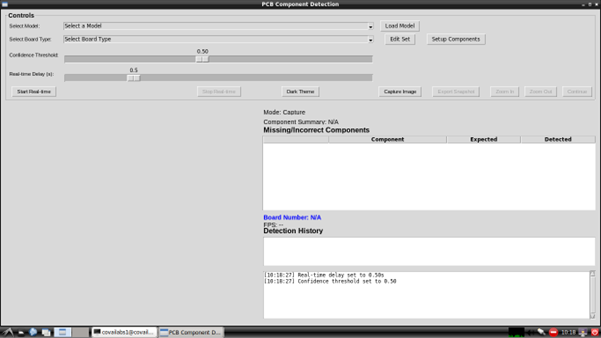 PCB Component Detection
Controls
Select Model: Select a Model Load Model
Select Board Type: Select Board Type Edit Set Setup Components
Confidence Threshold: 0.50
Real-time Delay (s): 0.5
Start Real-time Stop Real-time Dark Theme Capture Image Export Snapshot Zoom In Zoom Out Continue
Mode: Capture
Component Summary: N/A
Missing/Incorrect Components
Component Expected Detected
Board Number: N/A
FPS: --
Detection History
[10:18:27] Real-time delay set to 0.50s
[10:18:27] Confidence threshold set to 0.50
covailabs1@covail... PCB Component D... 10:18